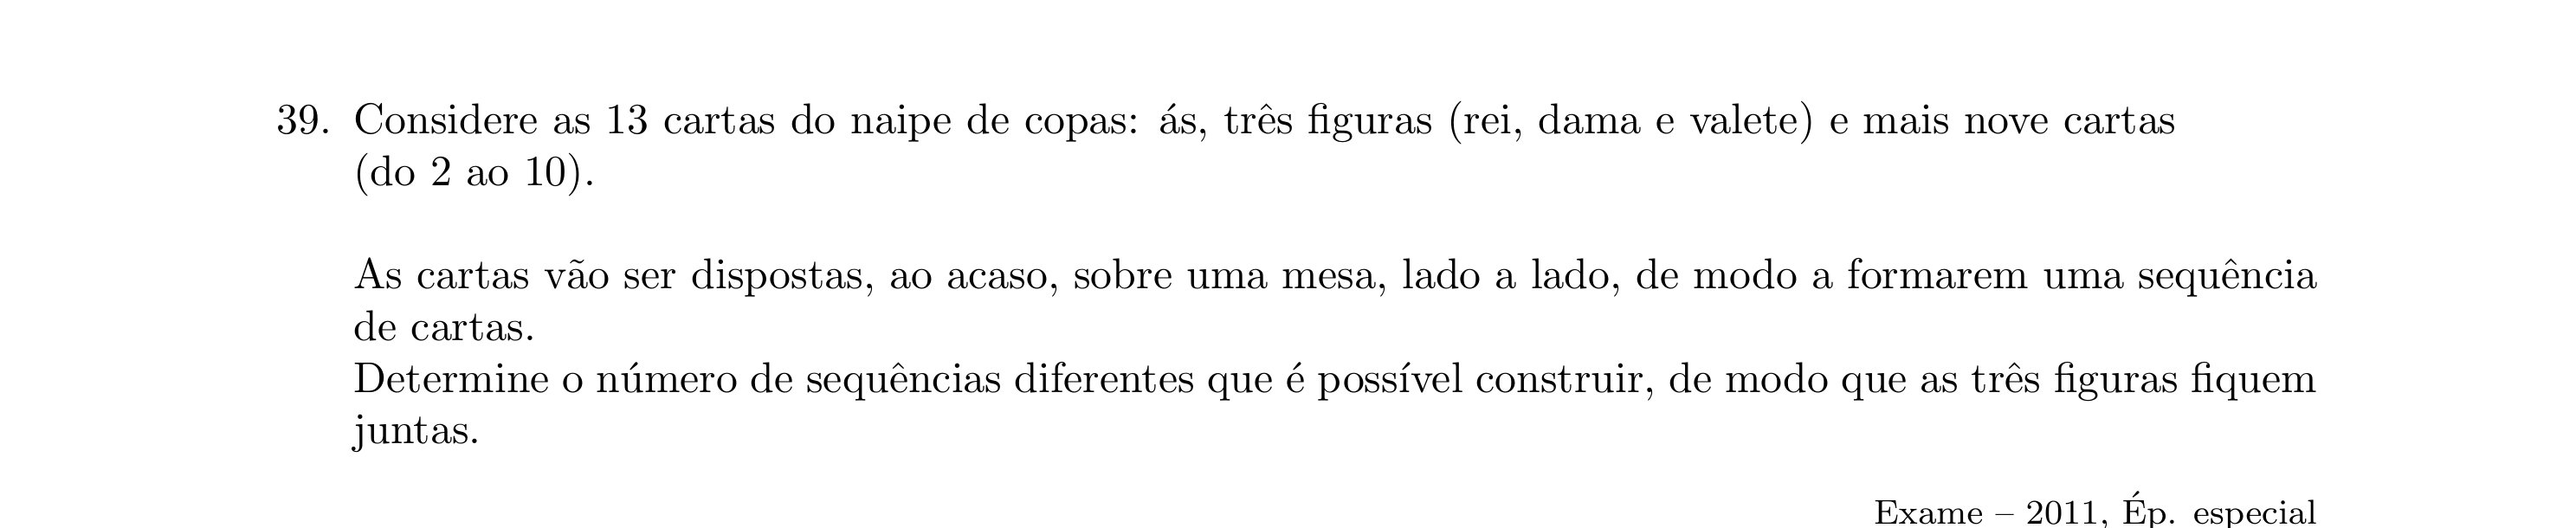 39. Considere as 13 cartas do naipe de copas: ás, três figuras (rei, dama e valete) e mais nove cartas
(do 2 ao 10).
As cartas vão ser dispostas, ao acaso, sobre uma mesa, lado a lado, de modo a formarem uma sequência
de cartas.
Determine o número de sequências diferentes que é possível construir, de modo que as três figuras fiquem
juntas.
Exame – 2011, Ép. especial